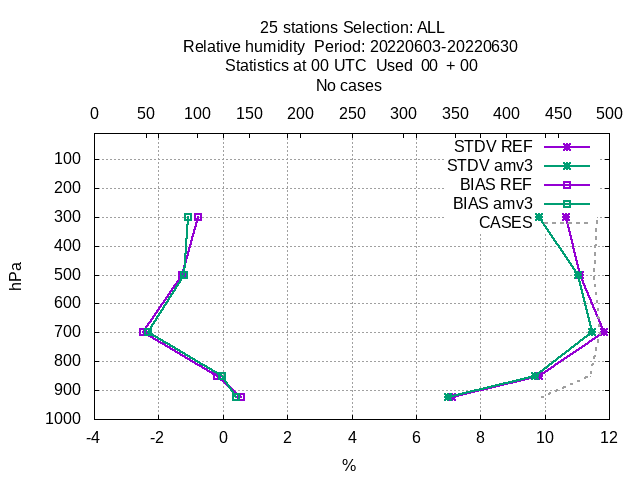 25 stations Selection: ALL
Relative humidity  Period: 20220603-20220630
Statistics at 00 UTC  Used  00  + 00
No cases
0 50 100 150 200 250 300 350 400 450 500
STDV REF
STDV amv3
BIAS REF
BIAS amv3
CASES
100
200
300
400
500
600
700
800
900
1000
hPa
-4 -2 0 2 4 6 8 10 12
%